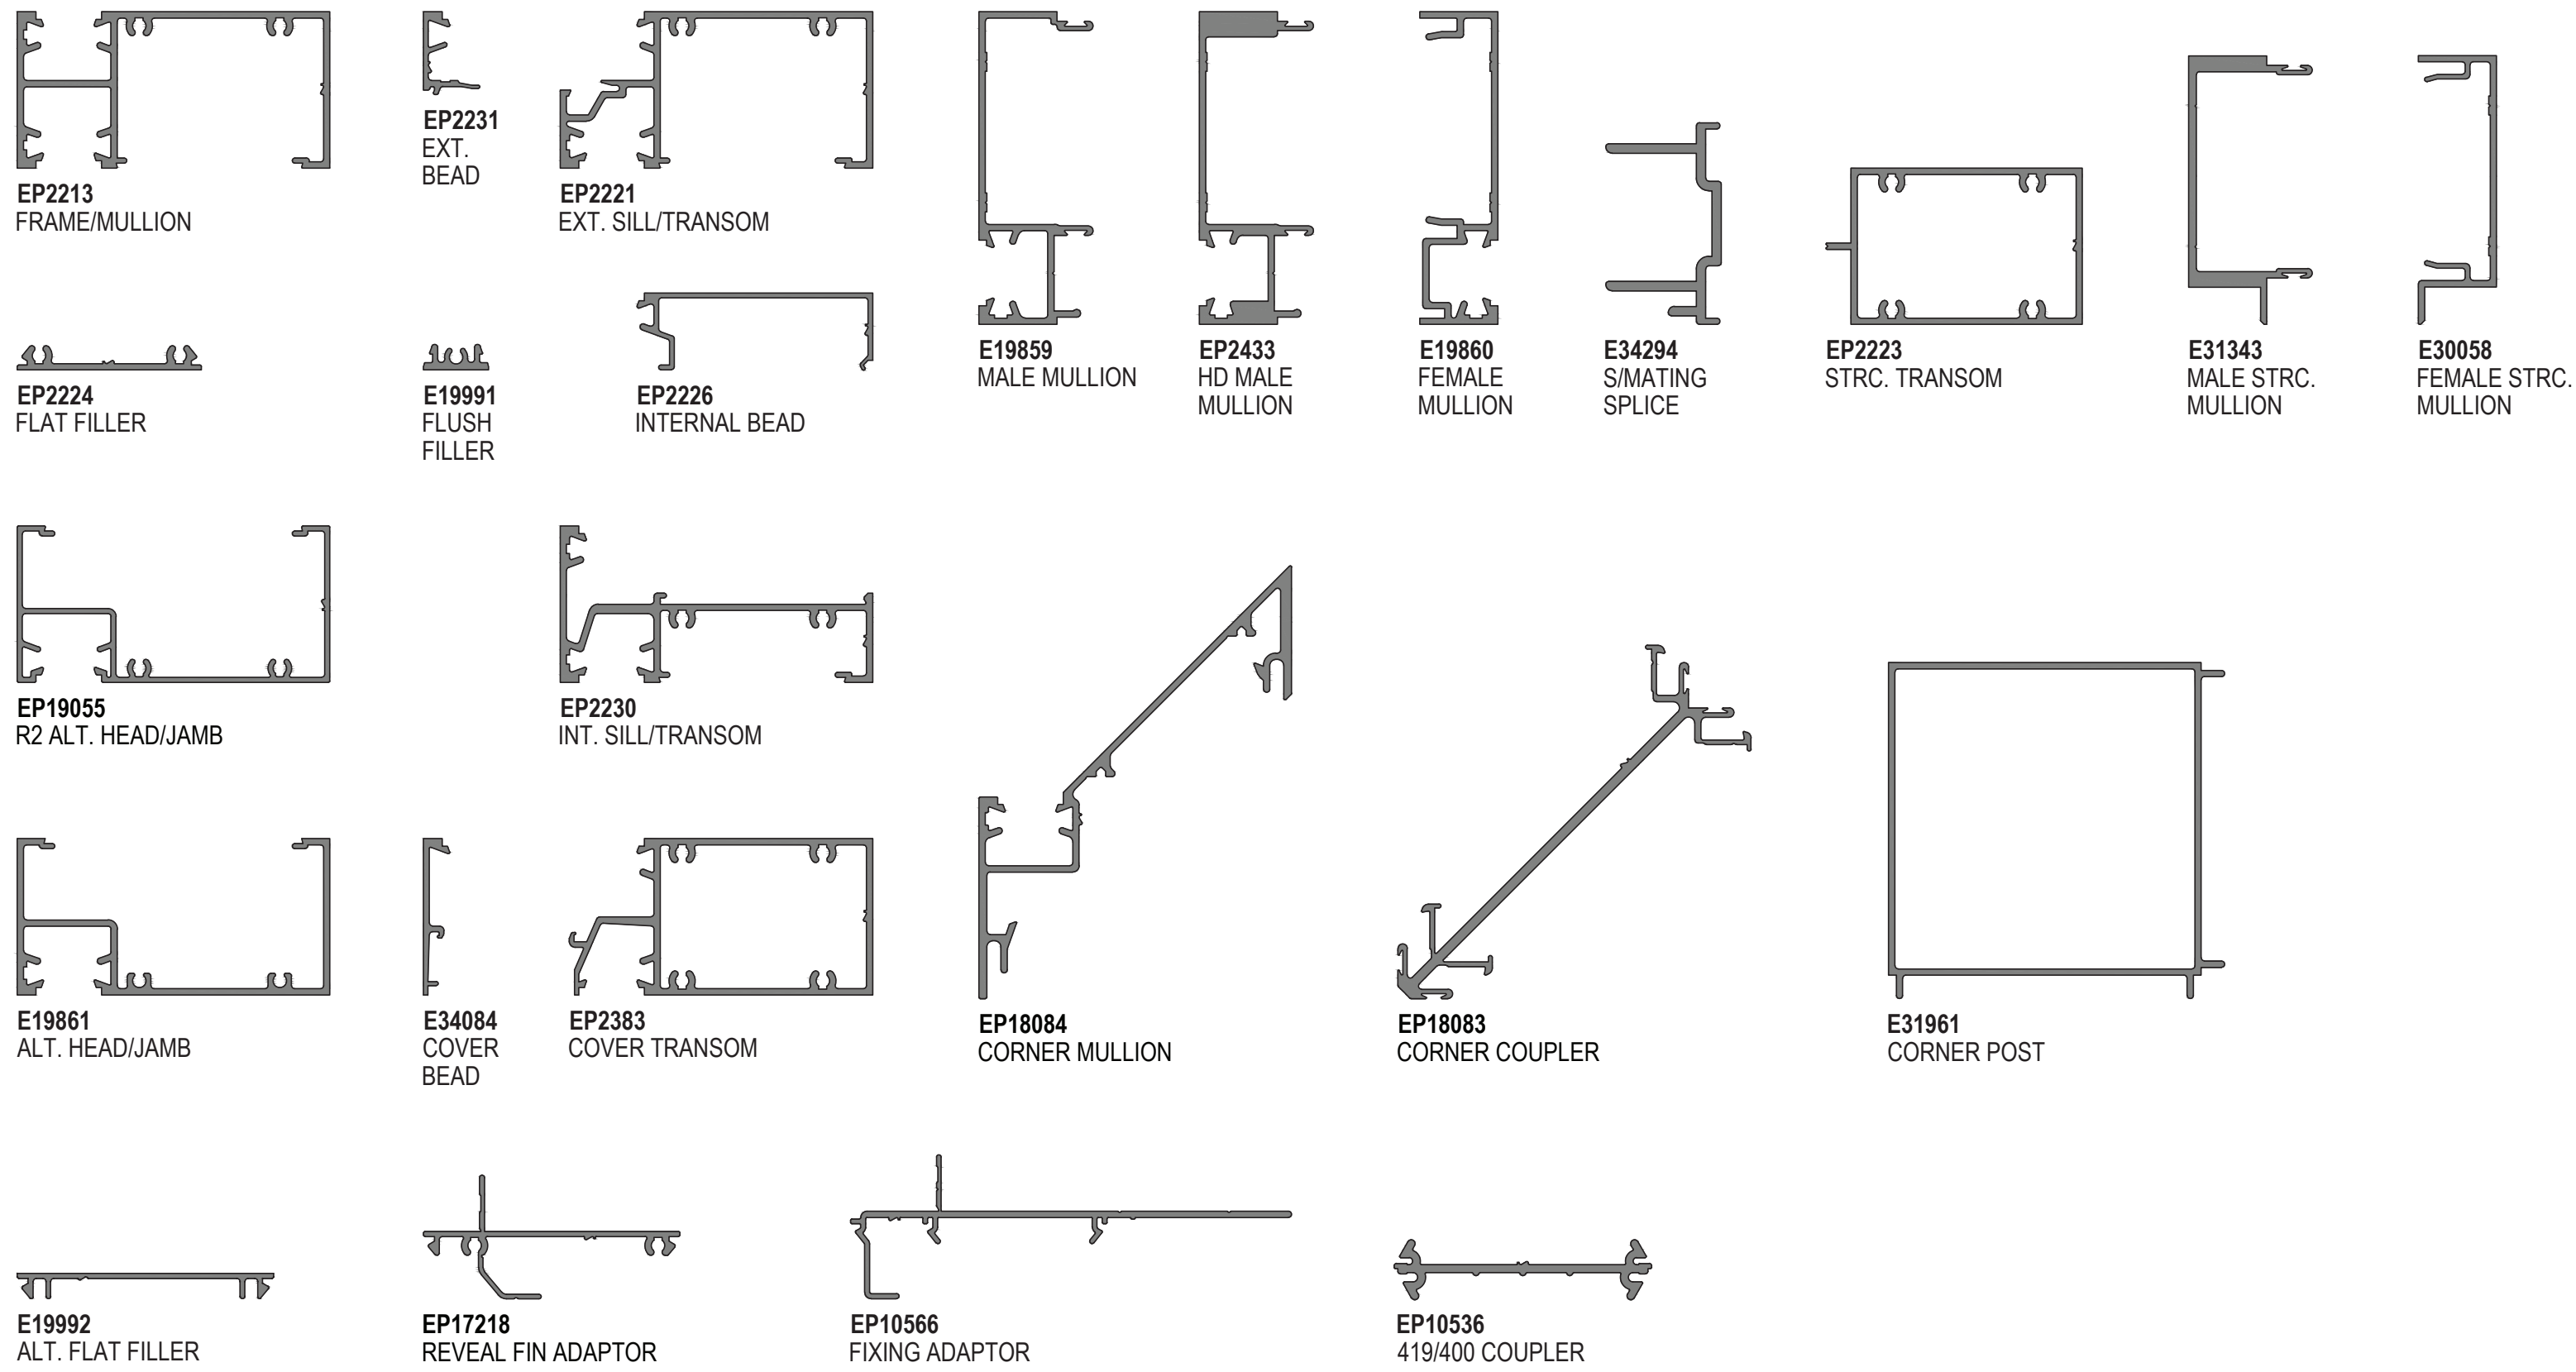 EP2213
FRAME/MULLION
EP2231
EXT.
BEAD
EP2221
EXT. SILL/TRANSOM
E19859
MALE MULLION
EP2433
HD MALE
MULLION
E19860
FEMALE
MULLION
E34294
S/MATING
SPLICE
EP2223
STRC. TRANSOM
E31343
MALE STRC.
MULLION
E30058
FEMALE STRC.
MULLION
EP2224
FLAT FILLER
E19991
FLUSH
FILLER
EP2226
INTERNAL BEAD
EP19055
R2 ALT. HEAD/JAMB
EP2230
INT. SILL/TRANSOM
E19861
ALT. HEAD/JAMB
E34084
COVER
BEAD
EP2383
COVER TRANSOM
EP18084
CORNER MULLION
EP18083
CORNER COUPLER
E31961
CORNER POST
E19992
ALT. FLAT FILLER
EP17218
REVEAL FIN ADAPTOR
EP10566
FIXING ADAPTOR
EP10536
419/400 COUPLER